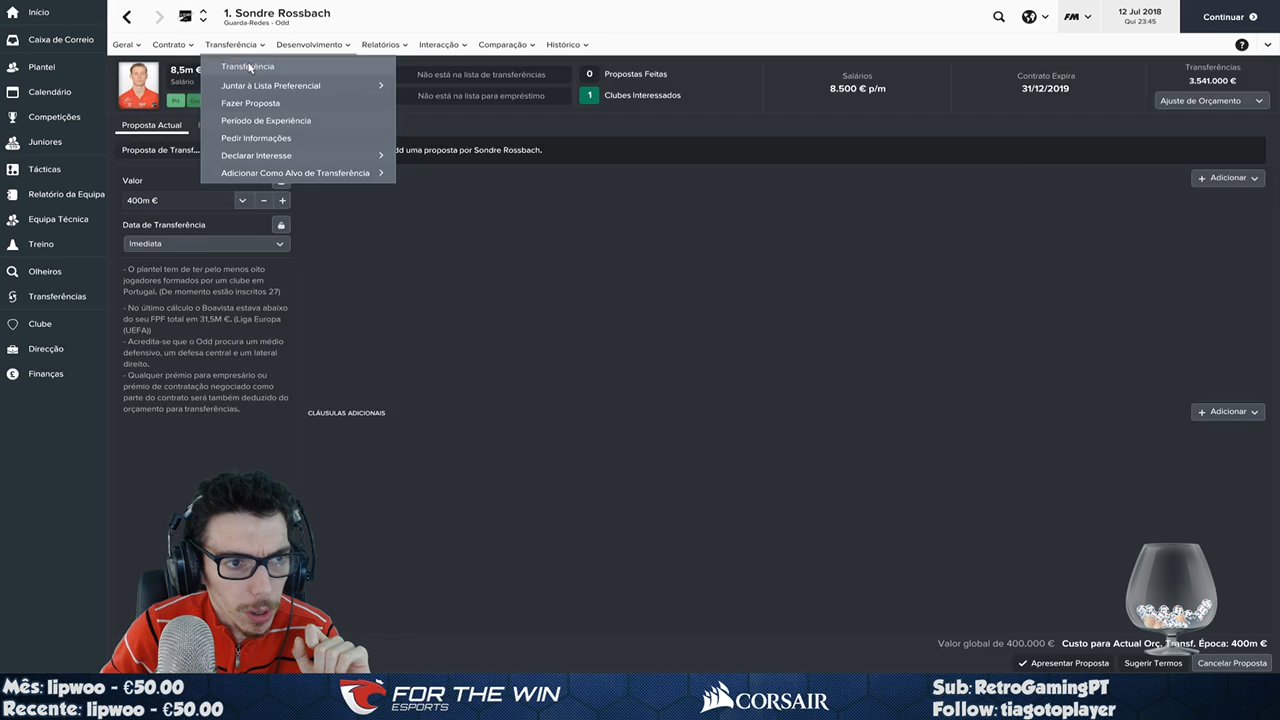 Início
Caixa de Correio
Plantel
Calendário
Competições
Juniores
Tácticas
Relatório da Equipa
Equipa Técnica
Treino
Olheiros
Transferências
Clube
Direcção
Finanças
1. Sondre Rossbach
Guarda-Redes - Odd
FM
12 Jul 2018
Qui 23:45
Continuar
Geral
Contrato
Transferência
Desenvolvimento
Relatórios
Interacção
Comparação
Histórico
8,5m €
Salário
Pri
Transferência
Juntar à Lista Preferencial
Fazer Proposta
Período de Experiência
Pedir Informações
Declarar Interesse
Adicionar Como Alvo de Transferência
Não está na lista de transferências
Não está na lista para empréstimo
0 Propostas Feitas
1 Clubes Interessados
Salários
8.500 € p/m
Contrato Expira
31/12/2019
Transferências
3.541.000 €
Ajuste de Orçamento
Proposta Actual
Proposta de Transf...
dd uma proposta por Sondre Rossbach.
Adicionar
Valor
400m €
Data de Transferência
Imediata
- O plantel tem de ter pelo menos oito
jogadores formados por um clube em
Portugal. (De momento estão inscritos 27)
- No último cálculo o Boavista estava abaixo
do seu FPF total em 31,5M €. (Liga Europa
(UEFA))
- Acredita-se que o Odd procura um médio
defensivo, um defesa central e um lateral
direito.
- Qualquer prémio para empresário ou
prémio de contratação negociado como
parte do contrato será também deduzido do
orçamento para transferências.
CLÁUSULAS ADICIONAIS
Adicionar
Valor global de 400.000 € Custo para Actual Orç. Transf. Época: 400m €
Apresentar Proposta
Sugerir Termos
Cancelar Proposta
Mês: lipwoo - €50.00
Recente: lipwoo - €50.00
FOR THE WIN
ESPORTS
CORSAIR
Sub: RetroGamingPT
Follow: tiagotoplayer